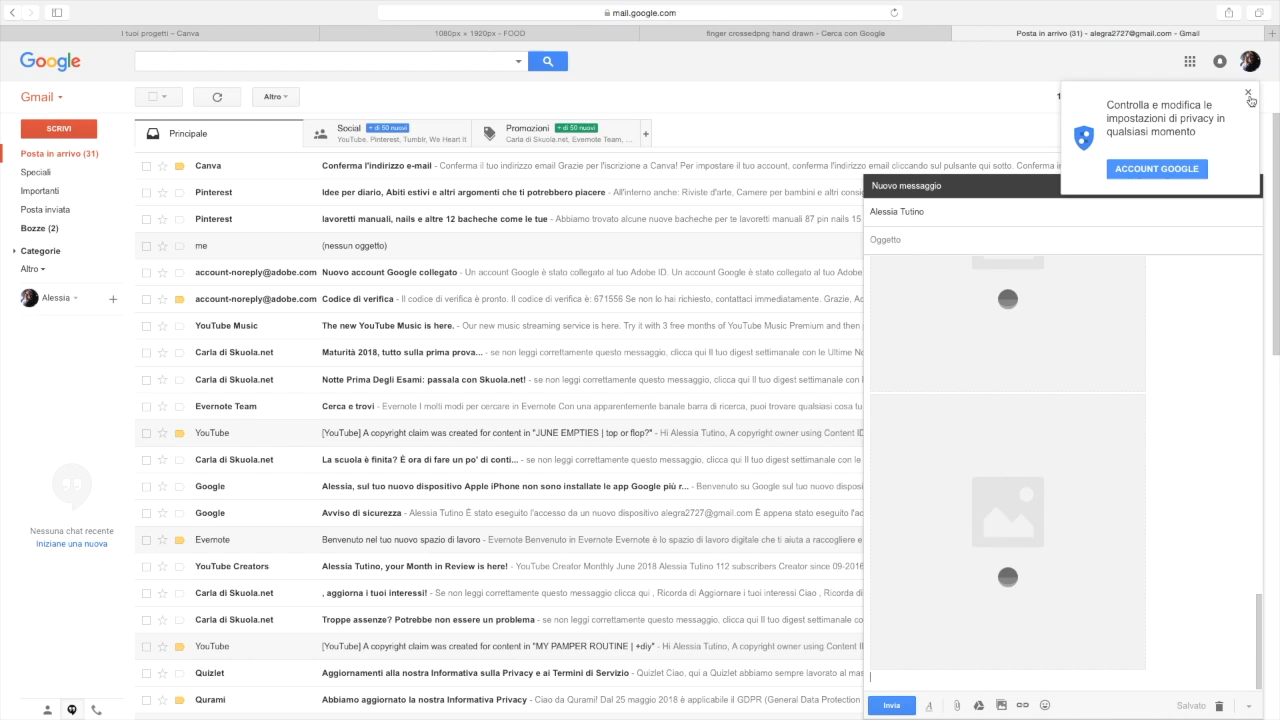 mail.google.com
I tuoi progetti – Canva
1080px × 1920px - FOOD
finger crossedpng hand drawn - Cerca con Google
Posta in arrivo (31) - alegra2727@gmail.com - Gmail
Google
Gmail
Altro
Controlla e modifica le
impostazioni di privacy in
qualsiasi momento
ACCOUNT GOOGLE
SCRIVI
Posta in arrivo (31)
Speciali
Importanti
Posta inviata
Bozze (2)
Categorie
Altro
Alessia
Nessuna chat recente
Iniziane una nuova
Principale
Social + di 50 nuovi
YouTube, Pinterest, Tumblr, We Heart It
Promozioni + di 50 nuovi
Carla di Skuola.net, Evernote Team, ...
Canva Conferma l'indirizzo e-mail - Conferma il tuo indirizzo email Grazie per l'iscrizione a Canva! Per impostare il tuo account, conferma il tuo indirizzo email cliccando sul pulsante qui sotto. Conferma
Pinterest Idee per diario, Abiti estivi e altri argomenti che ti potrebbero piacere - All'interno anche: Riviste d'arte, Camere per bambini e altro
Pinterest lavoretti manuali, nails e altre 12 bacheche come le tue - Abbiamo trovato alcune nuove bacheche per te lavoretti manuali 87 pin nails 15
me (nessun oggetto)
account-noreply@adobe.com Nuovo account Google collegato - Un account Google è stato collegato al tuo Adobe ID. Un account Google è stato collegato al tuo Adobe
account-noreply@adobe.com Codice di verifica - Il codice di verifica è pronto. Il codice di verifica è: 671556 Se non lo hai richiesto, contattaci immediatamente. Grazie,
YouTube Music The new YouTube Music is here. - Our new music streaming service is here. Try it with 3 free months of YouTube Music Premium and then
Carla di Skuola.net Maturità 2018, tutto sulla prima prova... - se non leggi correttamente questo messaggio, clicca qui Il tuo digest settimanale con le Ultime
Carla di Skuola.net Notte Prima Degli Esami: passala con Skuola.net! - se non leggi correttamente questo messaggio, clicca qui Il tuo digest settimanale con
Evernote Team Cerca e trovi - Evernote I molti modi per cercare in Evernote Con una apparentemente banale barra di ricerca, puoi trovare qualsiasi cosa
YouTube [YouTube] A copyright claim was created for content in "JUNE EMPTIES | top or flop?" - Hi Alessia Tutino, A copyright owner using Content
Carla di Skuola.net La scuola è finita? È ora di fare un po' di conti... - se non leggi correttamente questo messaggio, clicca qui Il tuo digest settimanale con le
Google Alessia, sul tuo nuovo dispositivo Apple iPhone non sono installate le app Google più r... - Benvenuto su Google sul tuo nuovo
Google Avviso di sicurezza - Alessia Tutino È stato eseguito l'accesso da un nuovo dispositivo alegra2727@gmail.com È appena stato eseguito
Evernote Benvenuto nel tuo nuovo spazio di lavoro - Evernote Benvenuto in Evernote Evernote è lo spazio di lavoro digitale che ti aiuta a raccogliere e
YouTube Creators Alessia Tutino, your Month in Review is here! - YouTube Creator Monthly June 2018 Alessia Tutino 112 subscribers Creator since 09-2016
Carla di Skuola.net , aggiorna i tuoi interessi! - Se non leggi correttamente questo messaggio, clicca qui , Ricorda di Aggiornare i tuoi interessi Ciao ,
Carla di Skuola.net Troppe assenze? Potrebbe non essere un problema - se non leggi correttamente questo messaggio, clicca qui Il tuo digest settimanale con le
YouTube [YouTube] A copyright claim was created for content in "MY PAMPER ROUTINE | +diy" - Hi Alessia Tutino, A copyright owner using Content
Quizlet Aggiornamenti alla nostra Informativa sulla Privacy e ai Termini di Servizio - Quizlet Ciao, qui a Quizlet abbiamo sempre lavorato al
Qurami Abbiamo aggiornato la nostra Informativa Privacy - Ciao da Qurami! Dal 25 maggio 2018 è applicabile il GDPR (General Data Protection
Nuovo messaggio
Alessia Tutino
Oggetto
Invia
Salvato